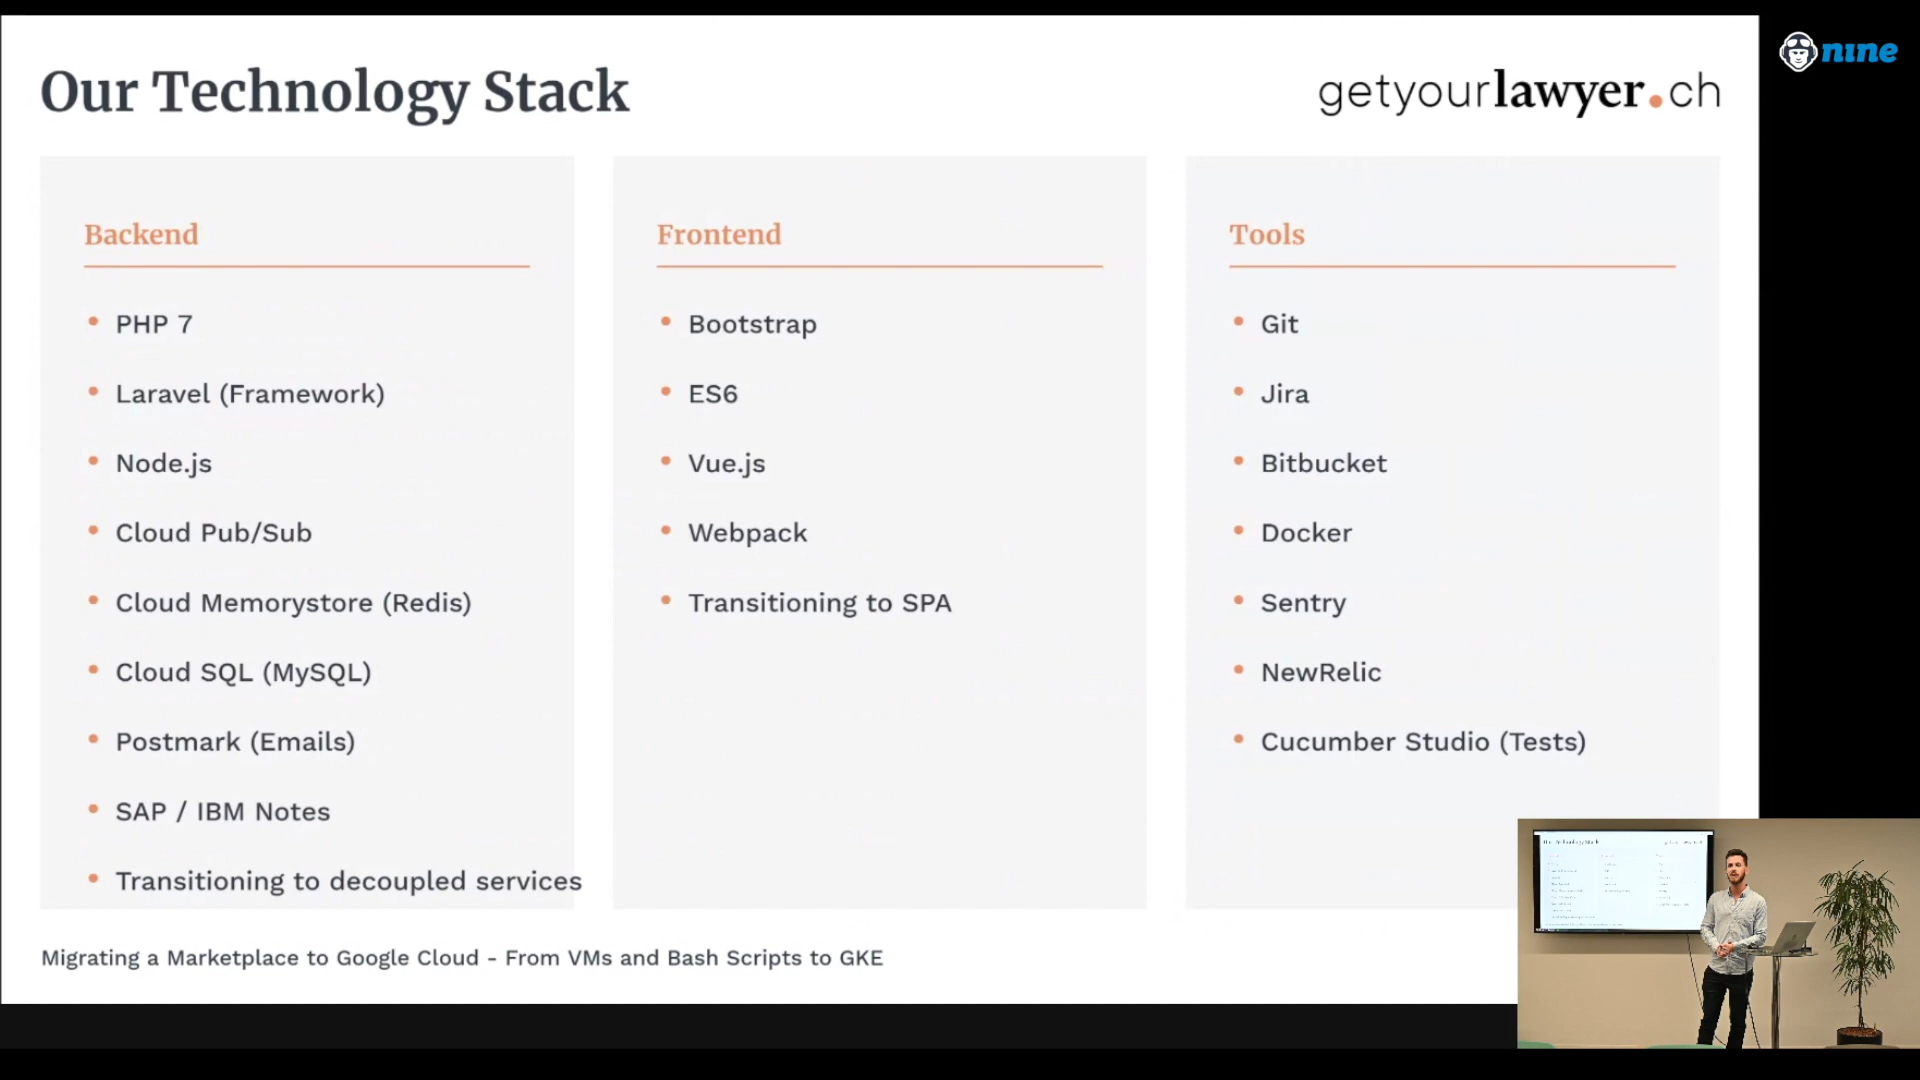 Our Technology Stack
getyourlawyer.ch
nine
Backend
PHP 7
Laravel (Framework)
Node.js
Cloud Pub/Sub
Cloud Memorystore (Redis)
Cloud SQL (MySQL)
Postmark (Emails)
SAP / IBM Notes
Transitioning to decoupled services
Frontend
Bootstrap
ES6
Vue.js
Webpack
Transitioning to SPA
Tools
Git
Jira
Bitbucket
Docker
Sentry
NewRelic
Cucumber Studio (Tests)
Migrating a Marketplace to Google Cloud - From VMs and Bash Scripts to GKE
Our Technology Stack